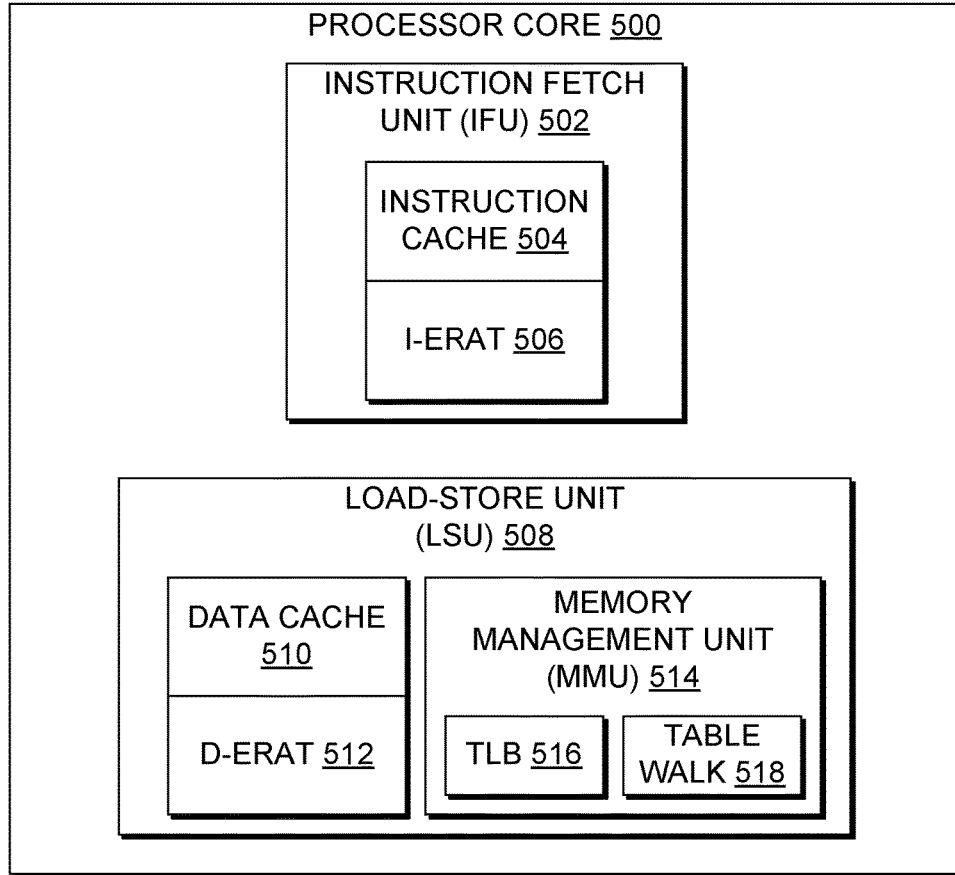 PROCESSOR CORE 500
INSTRUCTION FETCH
UNIT (IFU) 502
INSTRUCTION
CACHE 504
I-ERAT 506
LOAD-STORE UNIT
(LSU) 508
DATA CACHE
510
D-ERAT 512
MEMORY
MANAGEMENT UNIT
(MMU) 514
TLB 516
TABLE
WALK 518